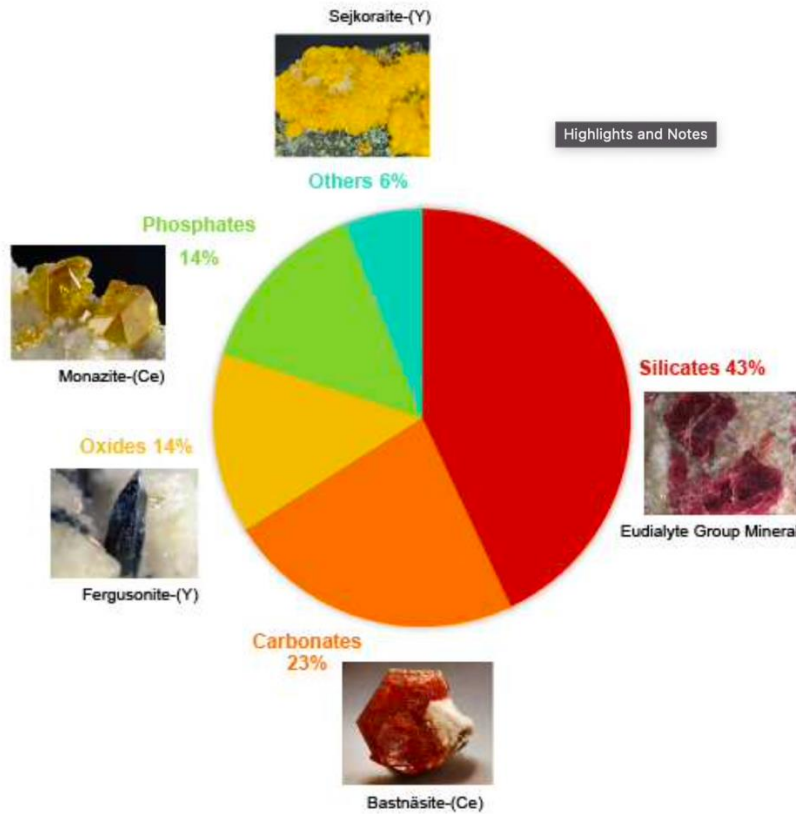 Sejkoraite-(Y)
Highlights and Notes
Others 6%
Phosphates
14%
Monazite-(Ce)
Silicates 43%
Oxides 14%
Eudialyte Group Mineral
Fergusonite-(Y)
Carbonates
23%
Bastnäsite-(Ce)